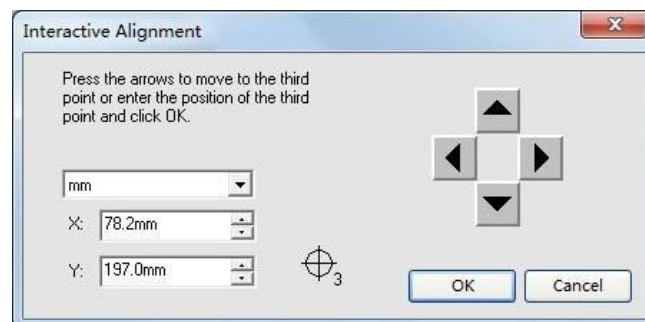 Interactive Alignment
Press the arrows to move to the third
point or enter the position of the third
point and click OK.
mm
X: 78.2mm
Y: 197.0mm
3
OK Cancel